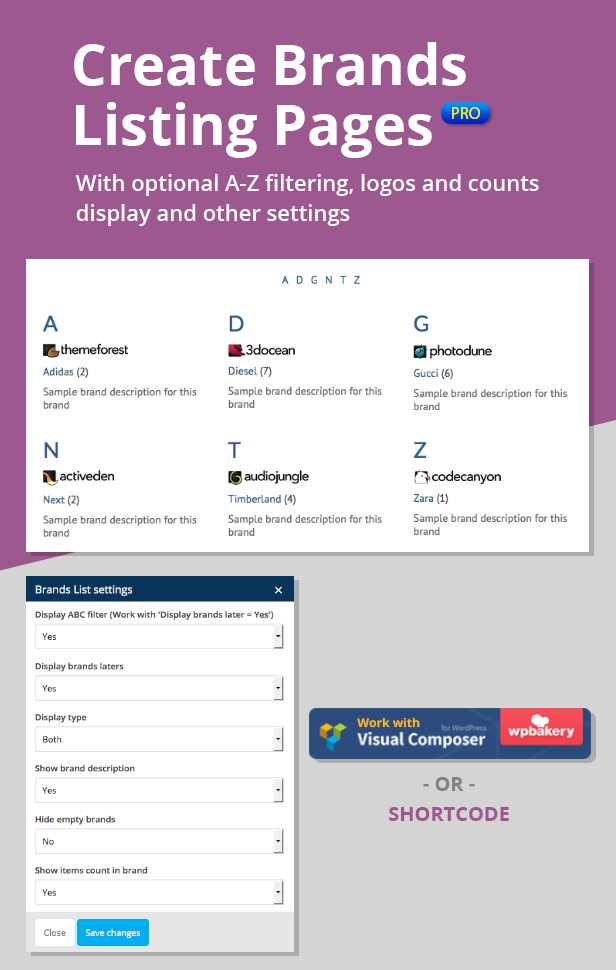 Create Brands
Listing Pages PRO
With optional A-Z filtering, logos and counts
display and other settings
A D G N T Z
A
themeforest
Adidas (2)
Sample brand description for this
brand
D
3docean
Diesel (7)
Sample brand description for this
brand
G
photodune
Gucci (6)
Sample brand description for this
brand
N
activeden
Next (2)
Sample brand description for this
brand
T
audiojungle
Timberland (4)
Sample brand description for this
brand
Z
codecanyon
Zara (1)
Sample brand description for this
brand
Brands List settings ×
Display ABC filter (Work with 'Display brands later = Yes')
Yes
Display brands laters
Yes
Display type
Both
Show brand description
Yes
Hide empty brands
No
Show items count in brand
Yes
Close Save changes
Work with
for WordPress
Visual Composer
wpbakery
- OR -
SHORTCODE